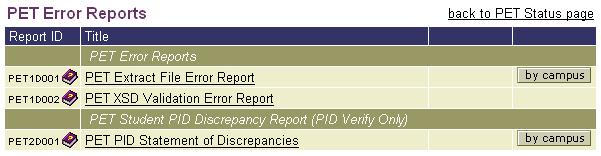 PET Error Reports back to PET Status page
Report ID Title
PET Error Reports
PET1D001 PET Extract File Error Report by campus
PET1D002 PET XSD Validation Error Report
PET Student PID Discrepancy Report (PID Verify Only)
PET2D001 PET PID Statement of Discrepancies by campus